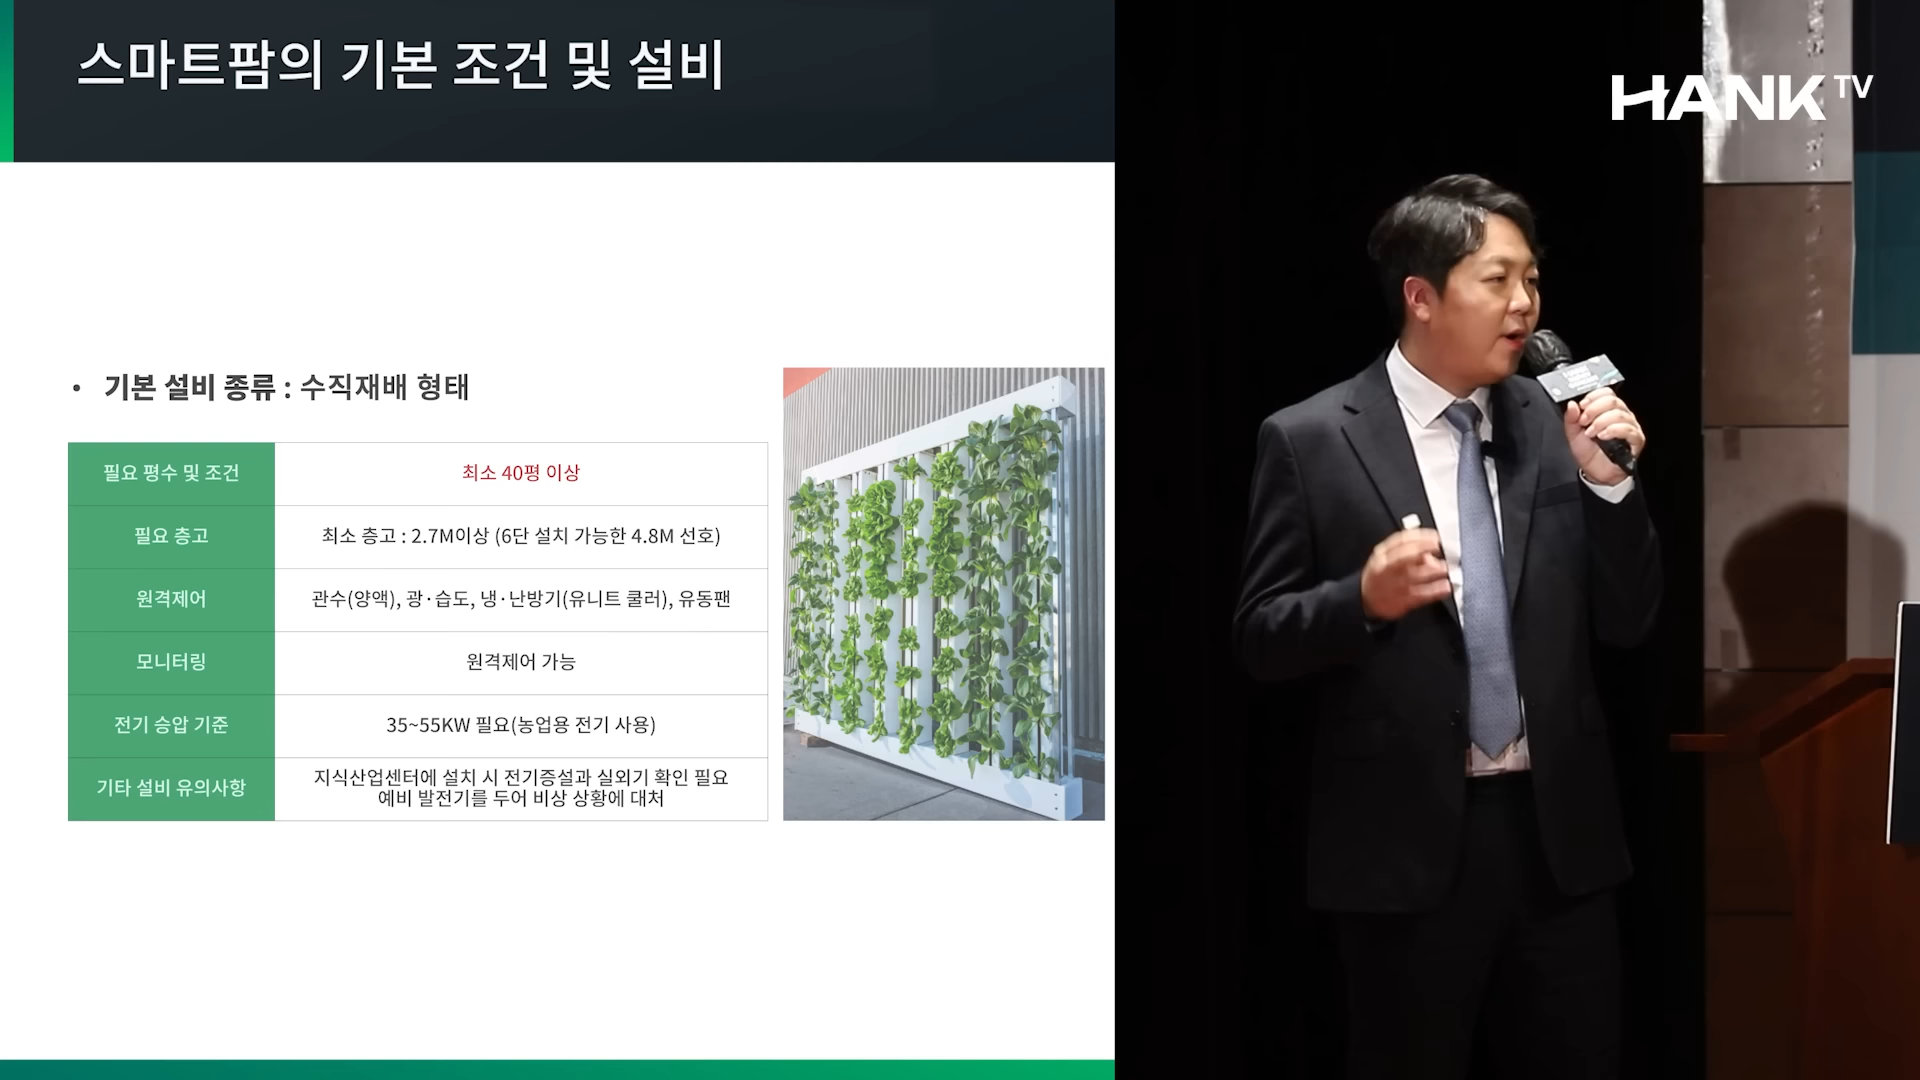 스마트팜의 기본 조건 및 설비
HANK TV
• 기본 설비 종류 : 수직재배 형태
필요 평수 및 조건
최소 40평 이상
필요 층고
최소 층고 : 2.7M이상 (6단 설치 가능한 4.8M 선호)
원격제어
관수(양액), 광·습도, 냉·난방기(유니트 쿨러), 유동팬
모니터링
원격제어 가능
전기 승압 기준
35~55KW 필요(농업용 전기 사용)
기타 설비 유의사항
지식산업센터에 설치 시 전기증설과 실외기 확인 필요
예비 발전기를 두어 비상 상황에 대처